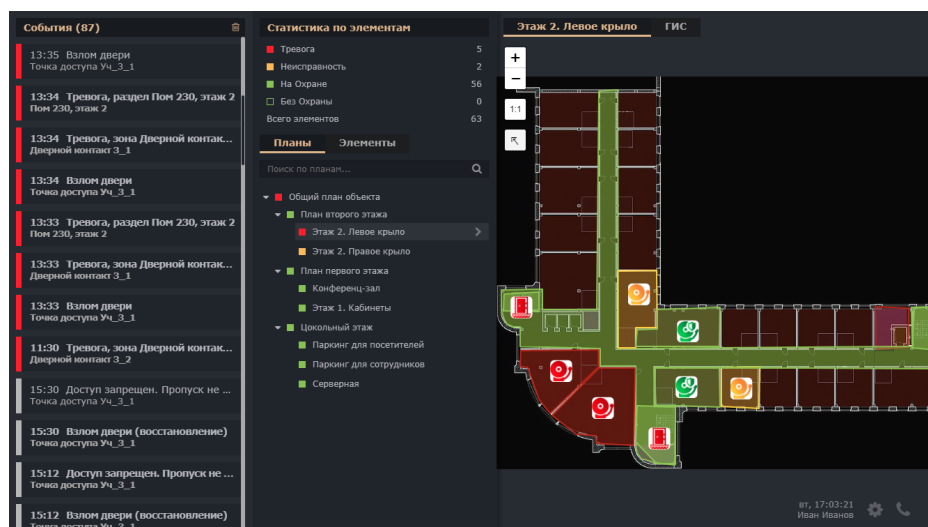 События (87)
13:35 Взлом двери
Точка доступа Уч_3_1
13:34 Тревога, раздел Пом 230, этаж 2
Пом 230, этаж 2
13:34 Тревога, зона Дверной контак...
Дверной контакт 3_1
13:34 Взлом двери
Точка доступа Уч_3_1
13:33 Тревога, раздел Пом 230, этаж 2
Пом 230, этаж 2
13:33 Тревога, зона Дверной контак...
Дверной контакт 3_1
13:33 Взлом двери
Точка доступа Уч_3_1
11:30 Тревога, зона Дверной контак...
Дверной контакт 3_2
15:30 Доступ запрещен. Пропуск не ...
Точка доступа Уч_3_1
15:30 Взлом двери (восстановление)
Точка доступа Уч_3_1
15:12 Доступ запрещен. Пропуск не ...
Точка доступа Уч_3_1
15:12 Взлом двери (восстановление)
Точка доступа Уч_3_1
Статистика по элементам
Тревога 5
Неисправность 2
На Охране 56
Без Охраны 0
Всего элементов 63
Планы Элементы
Поиск по планам...
Общий план объекта
План второго этажа
Этаж 2. Левое крыло
Этаж 2. Правое крыло
План первого этажа
Конференц-зал
Этаж 1. Кабинеты
Цокольный этаж
Паркинг для посетителей
Паркинг для сотрудников
Серверная
Этаж 2. Левое крыло ГИС
+
−
1:1
вт, 17:03:21
Иван Иванов